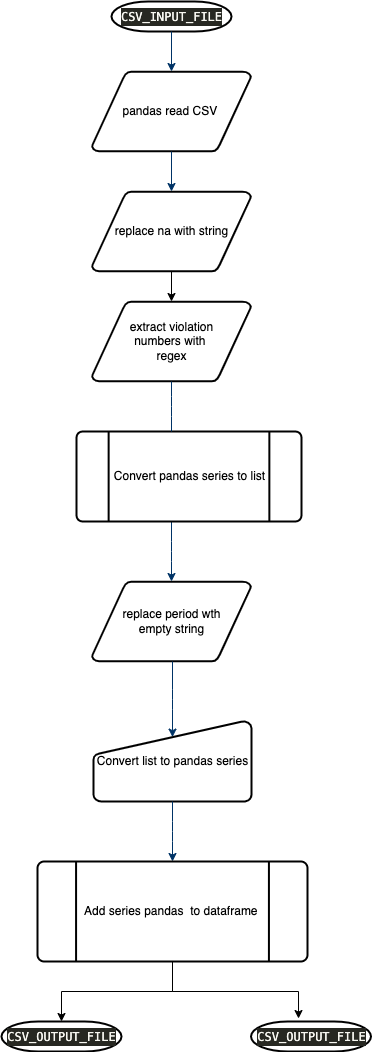 CSV_INPUT_FILE
pandas read CSV
replace na with string
extract violation
numbers with
regex
Convert pandas series to list
replace period wth
empty string
Convert list to pandas series
Add series pandas  to dataframe
CSV_OUTPUT_FILE
CSV_OUTPUT_FILE